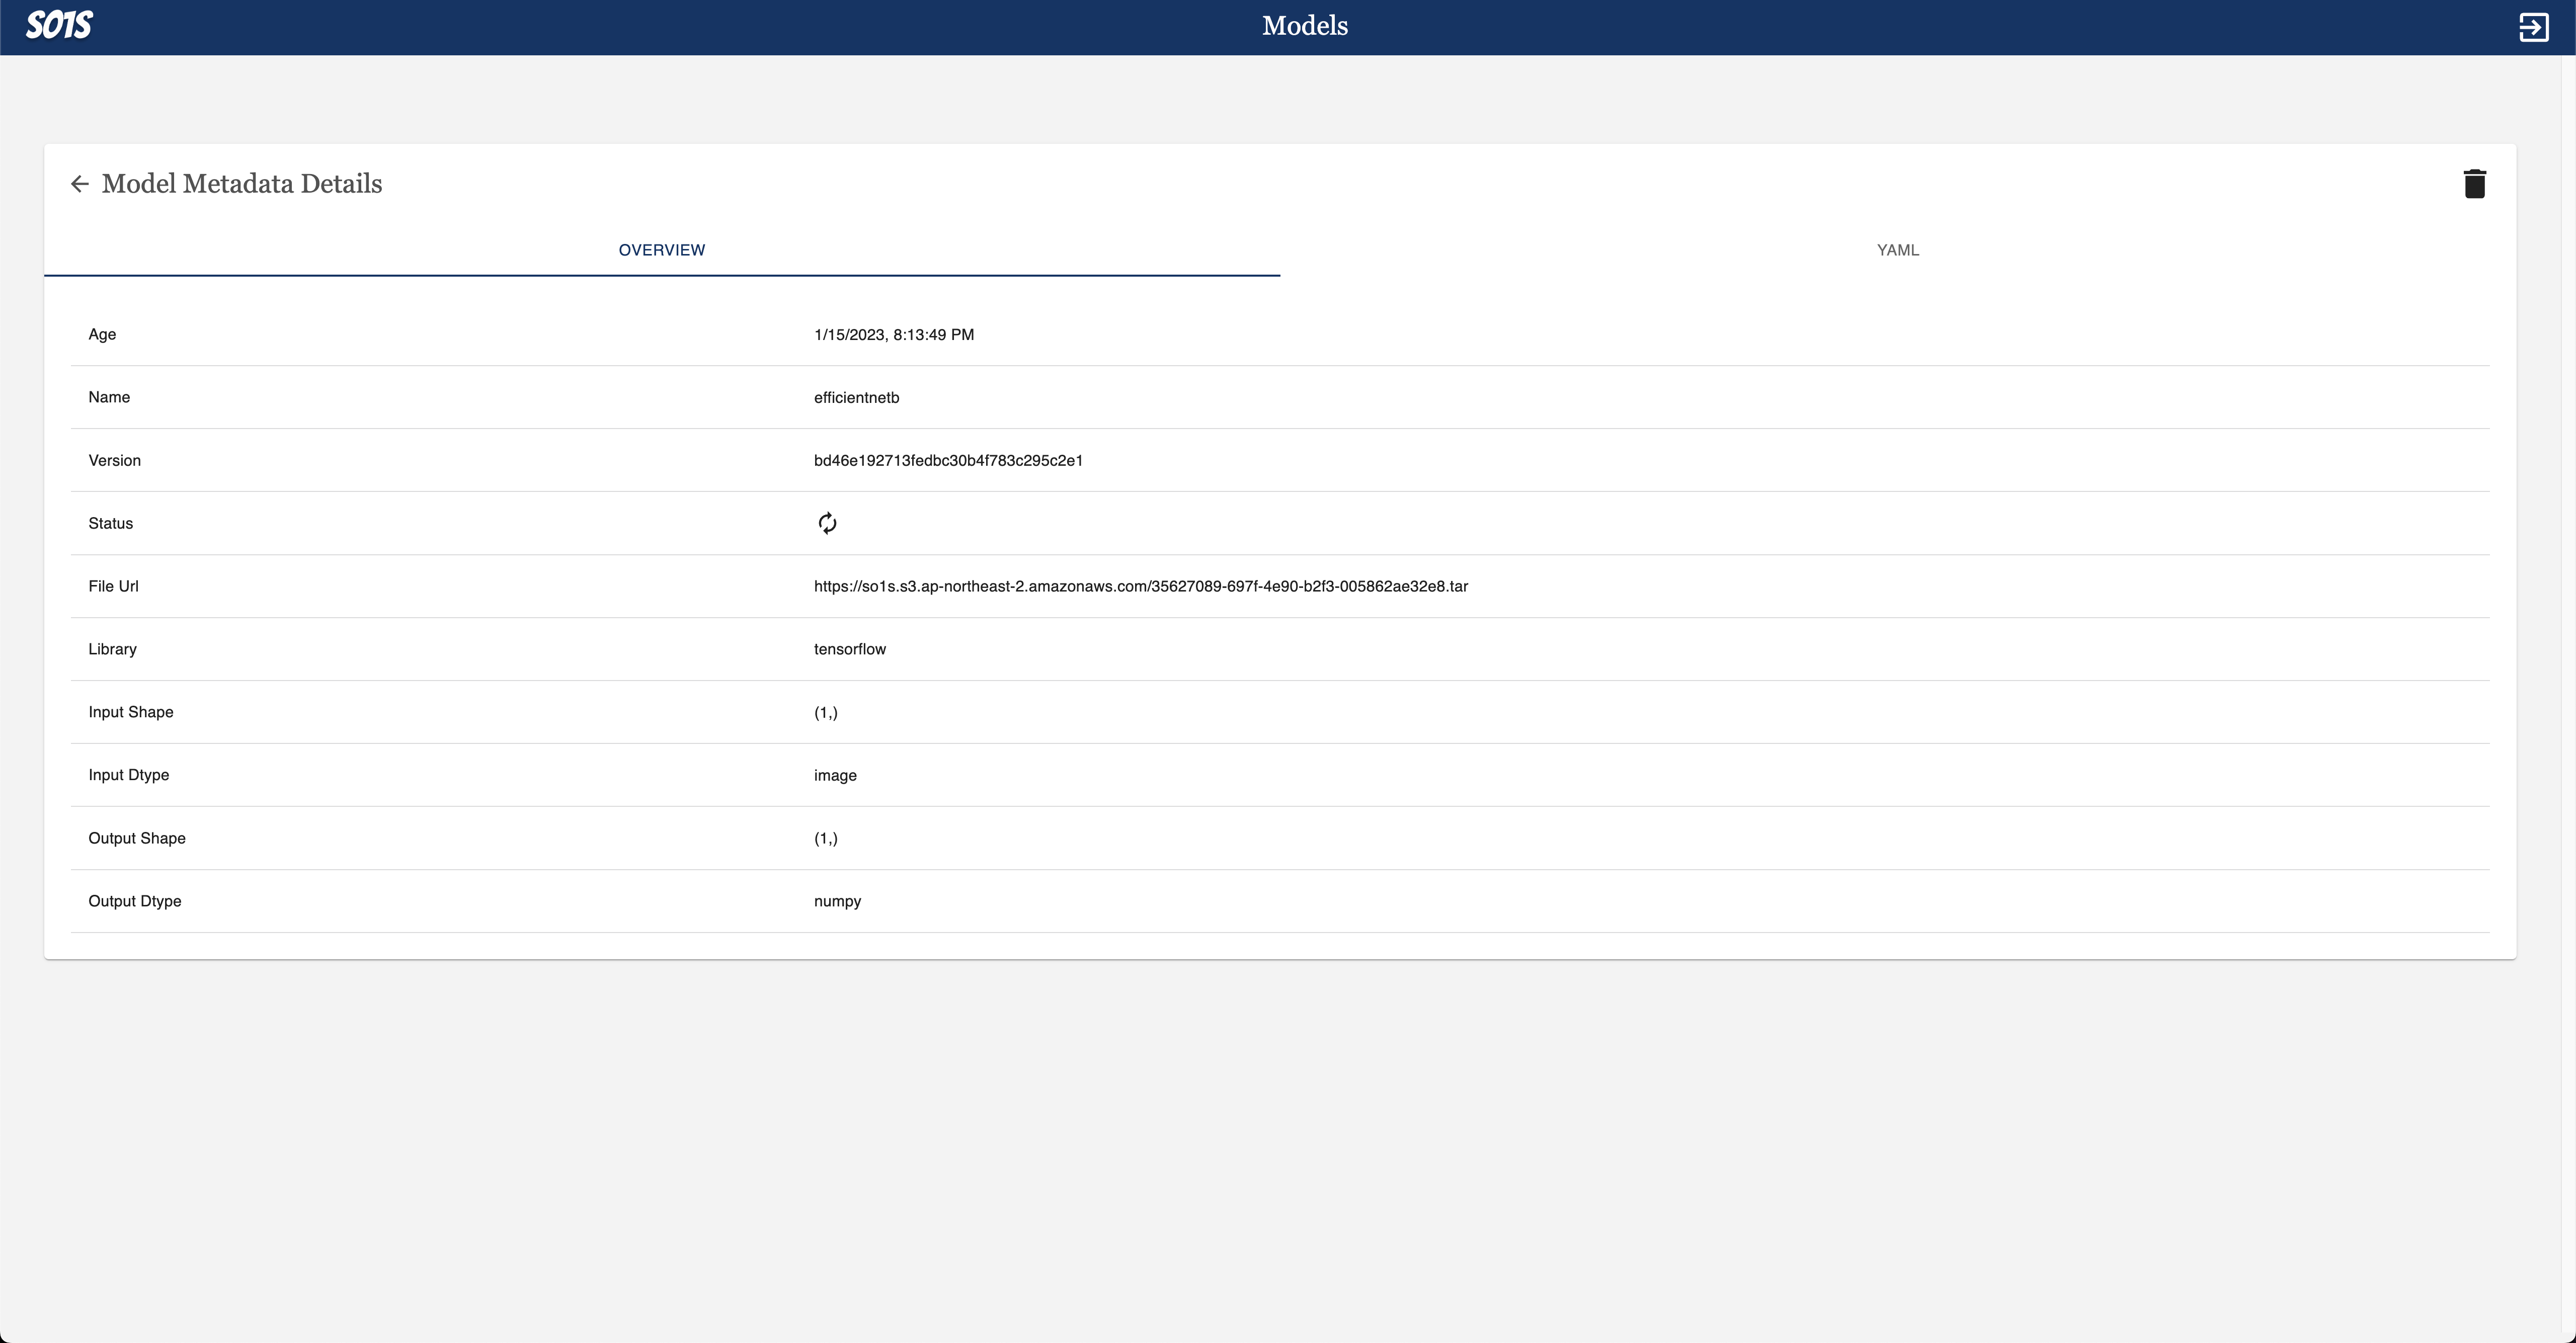 SO1S
Models
Model Metadata Details
OVERVIEW
YAML
Age 1/15/2023, 8:13:49 PM
Name efficientnetb
Version bd46e192713fedbc30b4f783c295c2e1
Status
File Url https://so1s.s3.ap-northeast-2.amazonaws.com/35627089-697f-4e90-b2f3-005862ae32e8.tar
Library tensorflow
Input Shape (1,)
Input Dtype image
Output Shape (1,)
Output Dtype numpy